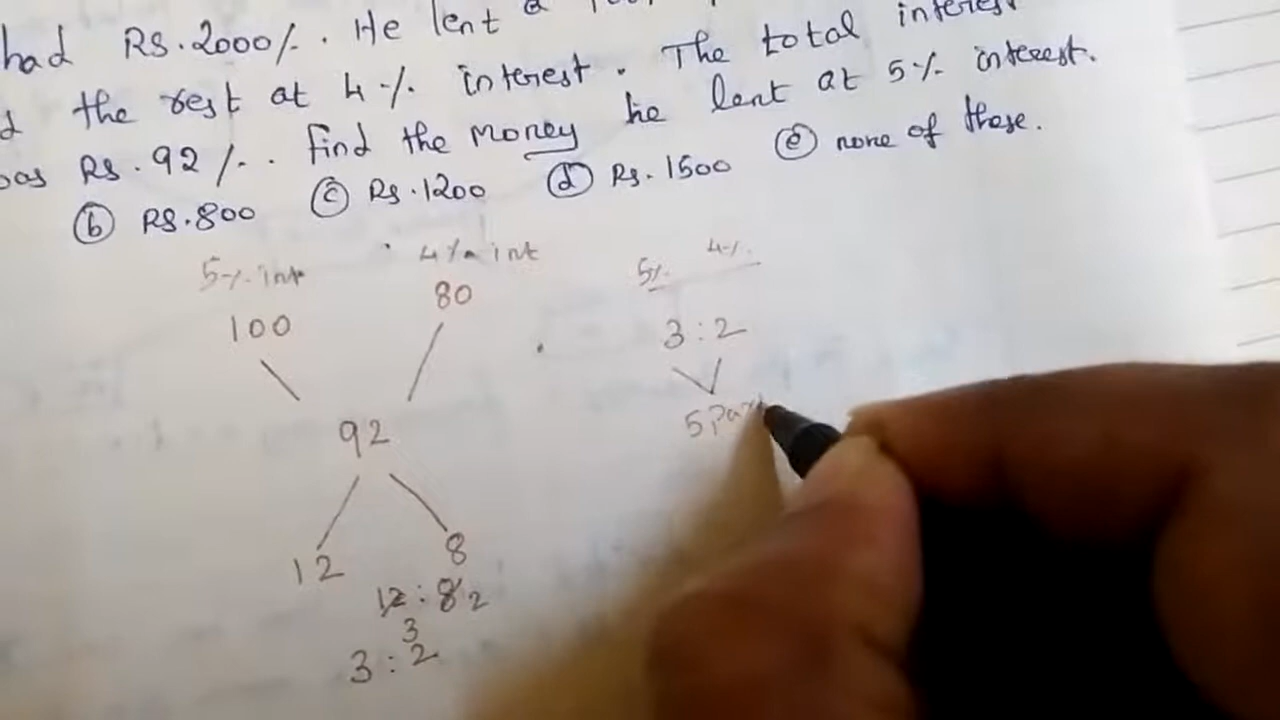 had RS.2000/-. He lent a
the rest at 4% interest. The total interest
was Rs.92/-. Find the money he lent at 5% interest.
(b) RS.800 (c) Rs.1200 (d) Rs.1500 (e) none of these.
5% int 4% int 5% 4%
100 80 3:2
92 5 Par
12 8
12:8 2
3
3:2